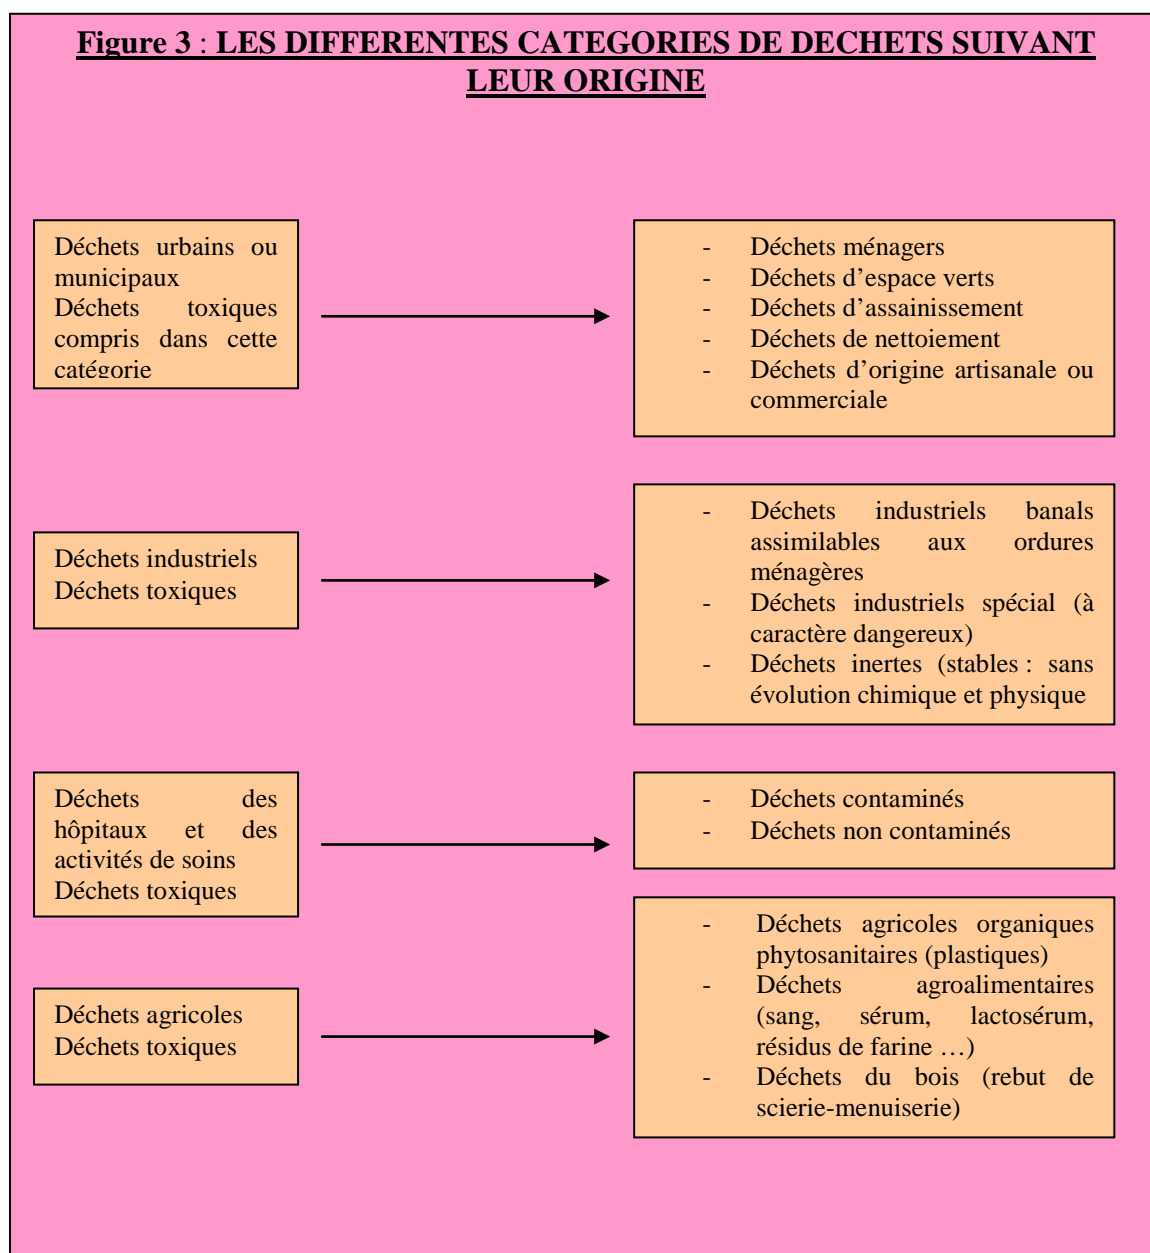 Figure 3 : LES DIFFERENTES CATEGORIES DE DECHETS SUIVANT
LEUR ORIGINE
Déchets urbains ou
municipaux
Déchets toxiques
compris dans cette
catégorie
- Déchets ménagers
- Déchets d’espace verts
- Déchets d’assainissement
- Déchets de nettoiement
- Déchets d’origine artisanale ou
commerciale
Déchets industriels
Déchets toxiques
- Déchets industriels banals
assimilables aux ordures
ménagères
- Déchets industriels spécial (à
caractère dangereux)
- Déchets inertes (stables : sans
évolution chimique et physique
Déchets des
hôpitaux et des
activités de soins
Déchets toxiques
- Déchets contaminés
- Déchets non contaminés
Déchets agricoles
Déchets toxiques
- Déchets agricoles organiques
phytosanitaires (plastiques)
- Déchets agroalimentaires
(sang, sérum, lactosérum,
résidus de farine …)
- Déchets du bois (rebut de
scierie-menuiserie)